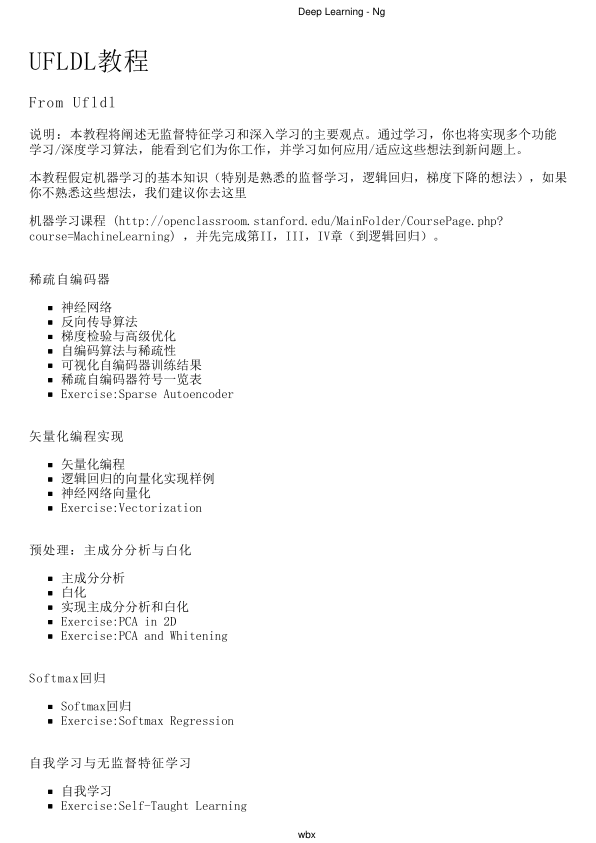 Deep Learning - Ng
UFLDL教程
From Ufldl
说明：本教程将阐述无监督特征学习和深入学习的主要观点。通过学习，你也将实现多个功能
学习/深度学习算法，能看到它们为你工作，并学习如何应用/适应这些想法到新问题上。
本教程假定机器学习的基本知识（特别是熟悉的监督学习，逻辑回归，梯度下降的想法），如果
你不熟悉这些想法，我们建议你去这里
机器学习课程 (http://openclassroom.stanford.edu/MainFolder/CoursePage.php?
course=MachineLearning) ，并先完成第II，III，IV章（到逻辑回归）。
稀疏自编码器
■ 神经网络
■ 反向传导算法
■ 梯度检验与高级优化
■ 自编码算法与稀疏性
■ 可视化自编码器训练结果
■ 稀疏自编码器符号一览表
■ Exercise:Sparse Autoencoder
矢量化编程实现
■ 矢量化编程
■ 逻辑回归的向量化实现样例
■ 神经网络向量化
■ Exercise:Vectorization
预处理：主成分分析与白化
■ 主成分分析
■ 白化
■ 实现主成分分析和白化
■ Exercise:PCA in 2D
■ Exercise:PCA and Whitening
Softmax回归
■ Softmax回归
■ Exercise:Softmax Regression
自我学习与无监督特征学习
■ 自我学习
■ Exercise:Self-Taught Learning
wbx